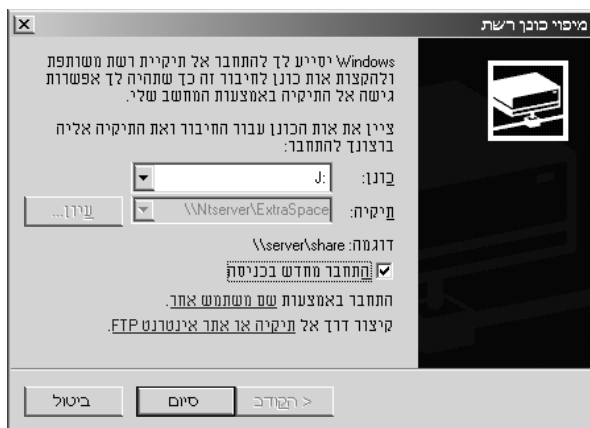 מיפוי כונן רשת
Windows יסייע לך להתחבר אל תיקיית רשת משותפת
ולהקצות אות כונן לחיבור זה כך שתהיה לך אפשרות
גישה אל התיקיה באמצעות המחשב שלי.
ציין את אות הכונן עבור החיבור ואת התיקיה אליה
ברצונך להתחבר:
כונן: J:
תיקיה: \\Ntserver\ExtraSpace עיון...
דוגמה: \\server\share
התחבר מחדש בכניסה
התחבר באמצעות שם משתמש אחר.
קיצור דרך אל תיקיה או אתר אינטרנט FTP.
< הקודם סיום ביטול